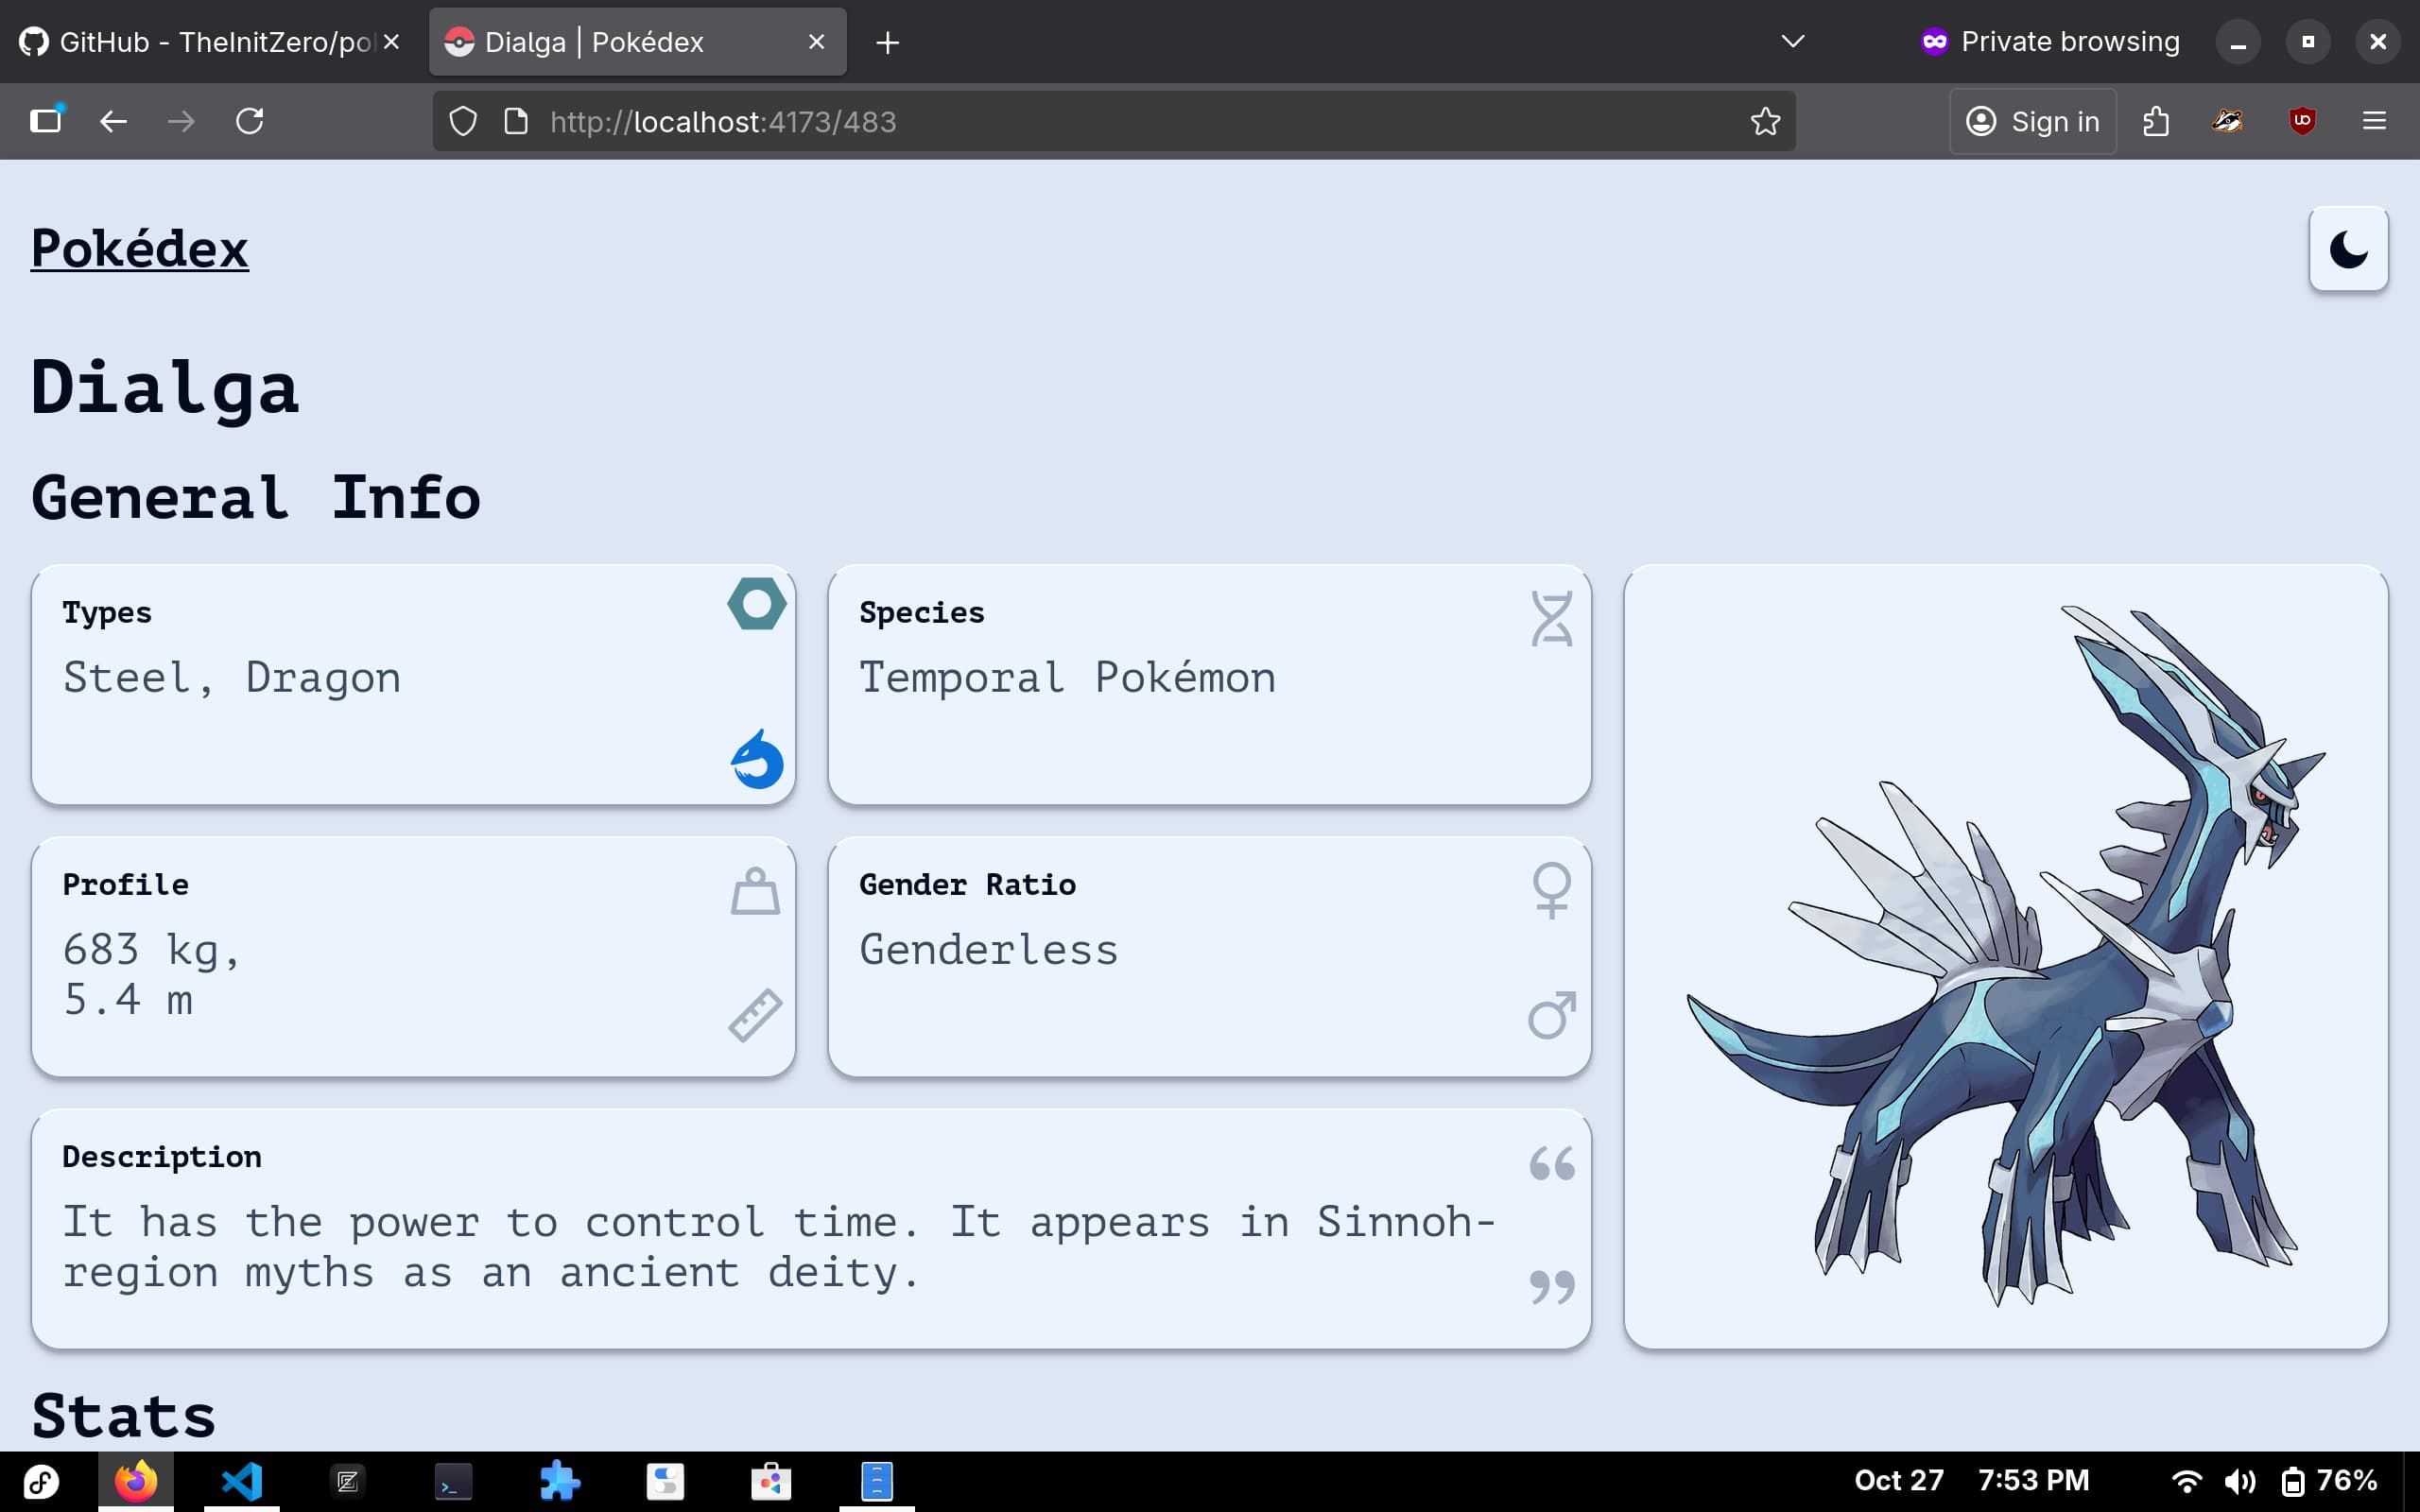 GitHub - TheInitZero/po
Dialga | Pokédex
Private browsing
http://localhost:4173/483
Sign in
Pokédex
Dialga
General Info
Types
Steel, Dragon
Species
Temporal Pokémon
Profile
683 kg,
5.4 m
Gender Ratio
Genderless
Description
It has the power to control time. It appears in Sinnoh-
region myths as an ancient deity.
Stats
Oct 27 7:53 PM
76%